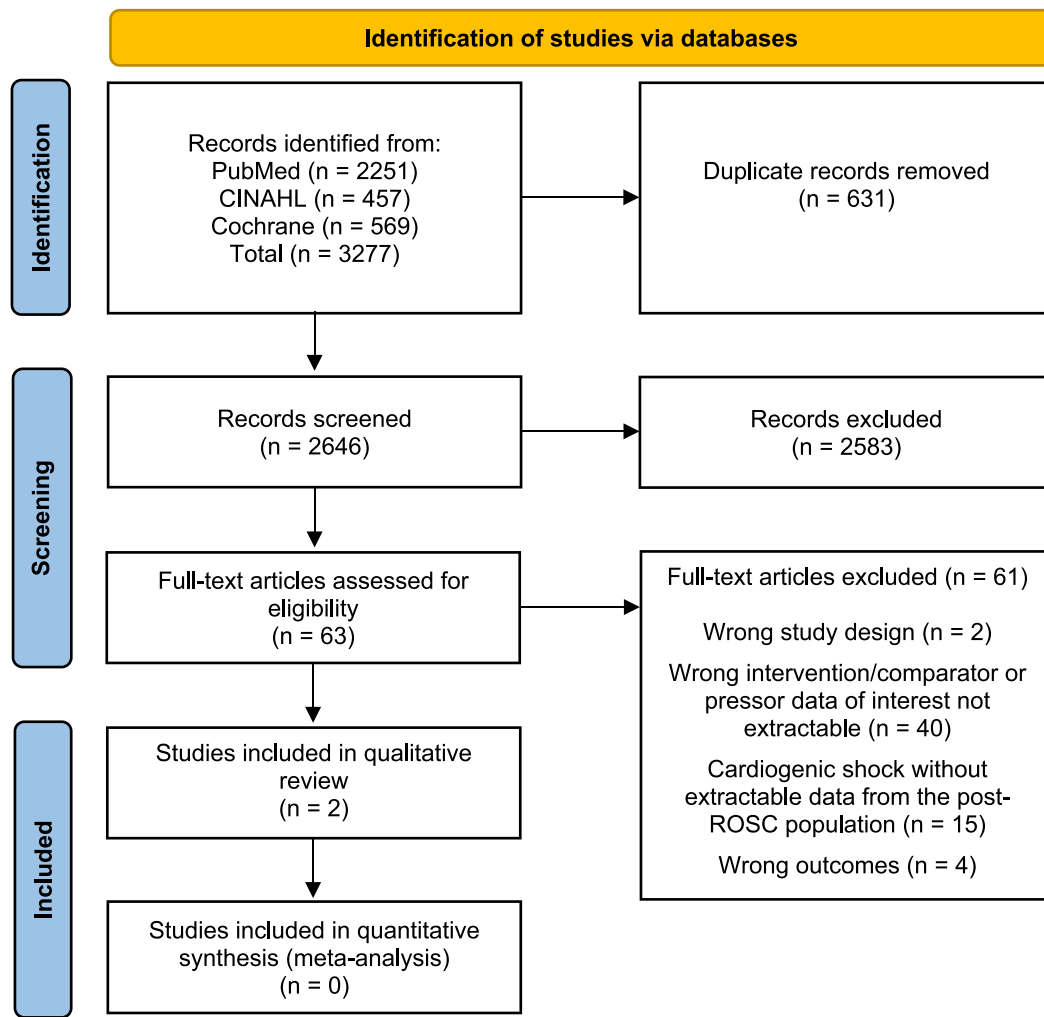 Identification of studies via databases
Identification
Records identified from:
PubMed (n = 2251)
CINAHL (n = 457)
Cochrane (n = 569)
Total (n = 3277)
Duplicate records removed
(n = 631)
Screening
Records screened
(n = 2646)
Records excluded
(n = 2583)
Full-text articles assessed for
eligibility
(n = 63)
Full-text articles excluded (n = 61)
Wrong study design (n = 2)
Wrong intervention/comparator or
pressor data of interest not
extractable (n = 40)
Cardiogenic shock without
extractable data from the post-
ROSC population (n = 15)
Wrong outcomes (n = 4)
Included
Studies included in qualitative
review
(n = 2)
Studies included in quantitative
synthesis (meta-analysis)
(n = 0)